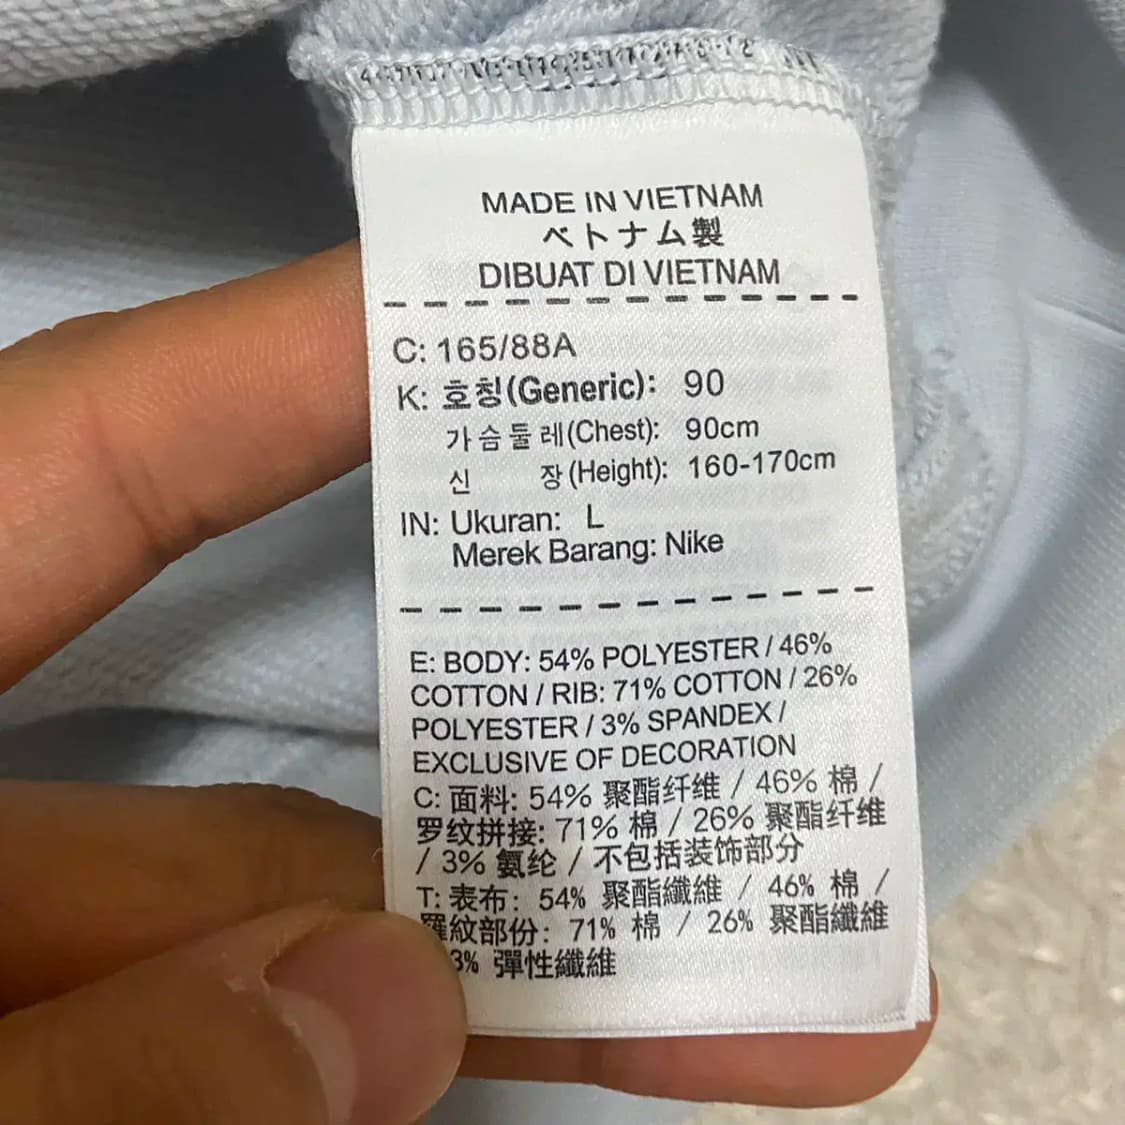 MADE IN VIETNAM
ベトナム製
DIBUAT DI VIETNAM
C: 165/88A
K: 호칭(Generic): 90
가슴둘레(Chest): 90cm
신 장(Height): 160-170cm
IN: Ukuran: L
Merek Barang: Nike
E: BODY: 54% POLYESTER / 46%
COTTON / RIB: 71% COTTON / 26%
POLYESTER / 3% SPANDEX /
EXCLUSIVE OF DECORATION
C: 面料: 54% 聚酯纤维 / 46% 棉 /
罗纹拼接: 71% 棉 / 26% 聚酯纤维
/ 3% 氨纶 / 不包括装饰部分
T: 表布: 54% 聚酯纖維 / 46% 棉 /
羅紋部份: 71% 棉 / 26% 聚酯纖維
3% 彈性纖維